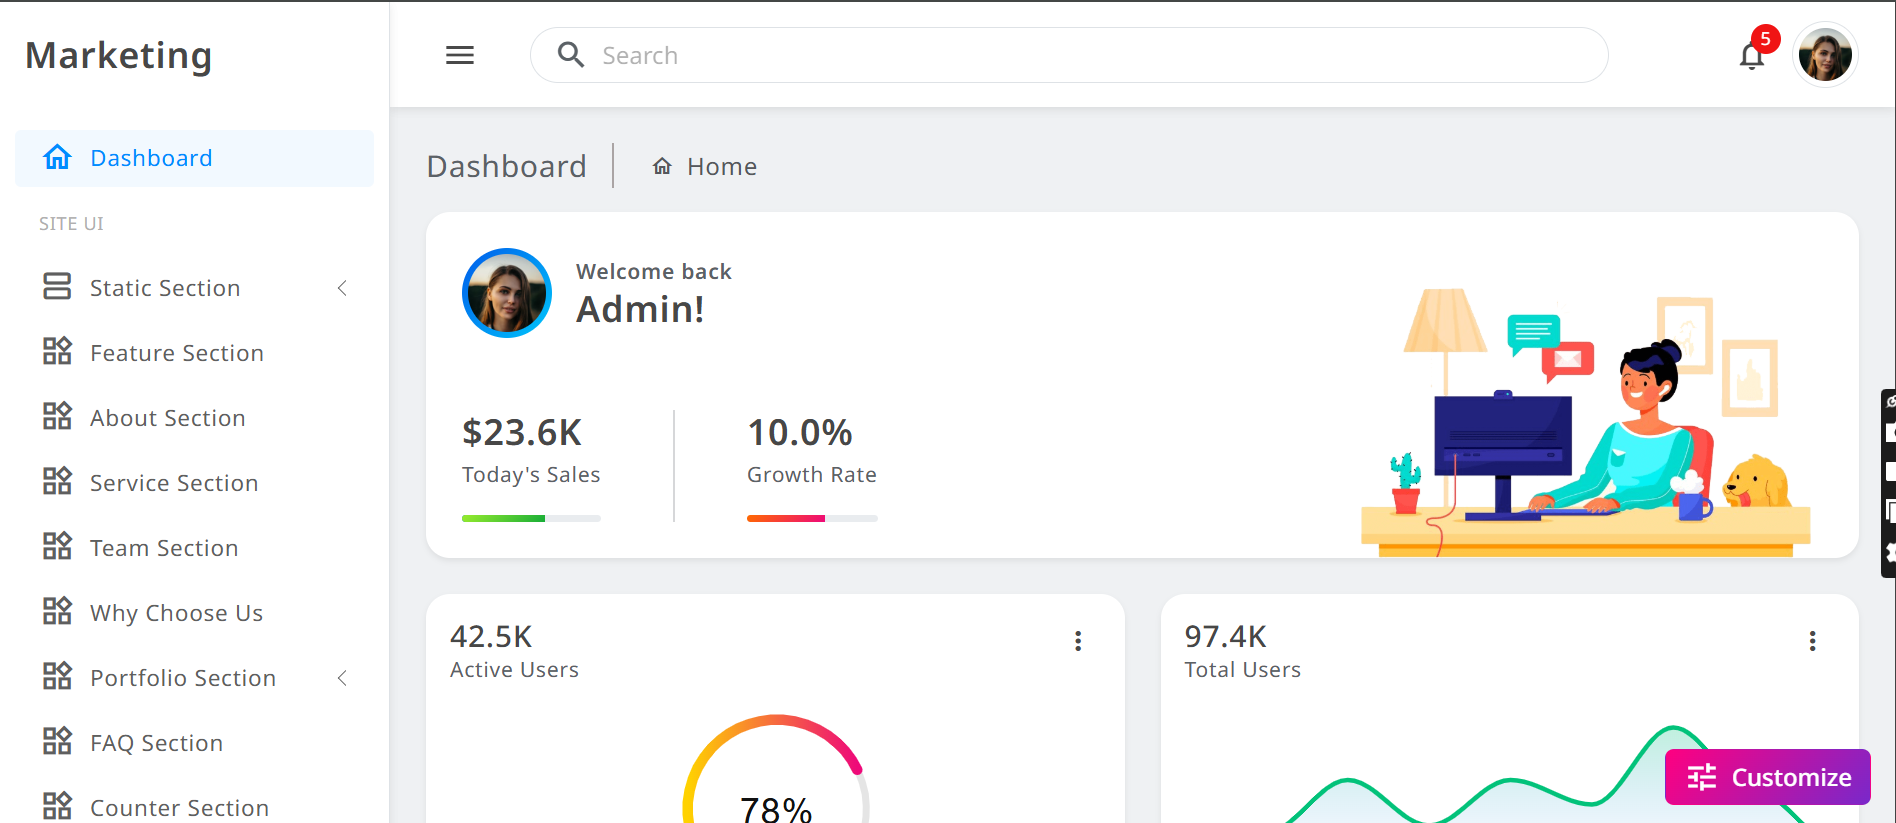 Marketing
Search
5
Dashboard
SITE UI
Static Section
Feature Section
About Section
Service Section
Team Section
Why Choose Us
Portfolio Section
FAQ Section
Counter Section
Dashboard
Home
Welcome back
Admin!
$23.6K
Today's Sales
10.0%
Growth Rate
42.5K
Active Users
78%
97.4K
Total Users
Customize